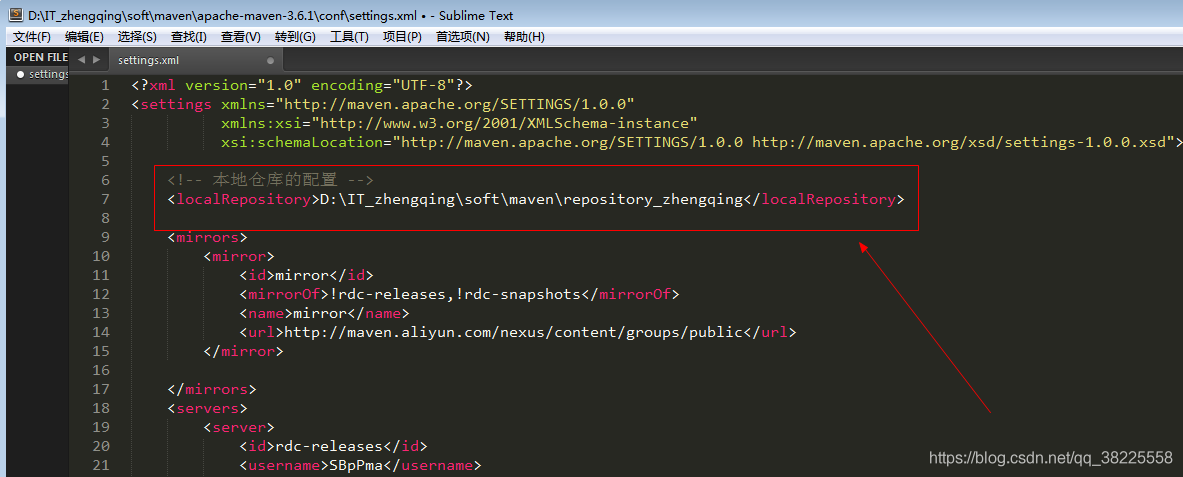 D:\IT_zhengqing\soft\maven\apache-maven-3.6.1\conf\settings.xml • - Sublime Text
文件(F) 编辑(E) 选择(S) 查找(I) 查看(V) 转到(G) 工具(T) 项目(P) 首选项(N) 帮助(H)
OPEN FILE
settings
settings.xml
1 <?xml version="1.0" encoding="UTF-8"?>
2 <settings xmlns="http://maven.apache.org/SETTINGS/1.0.0"
3 xmlns:xsi="http://www.w3.org/2001/XMLSchema-instance"
4 xsi:schemaLocation="http://maven.apache.org/SETTINGS/1.0.0 http://maven.apache.org/xsd/settings-1.0.0.xsd">
5
6 <!-- 本地仓库的配置 -->
7 <localRepository>D:\IT_zhengqing\soft\maven\repository_zhengqing</localRepository>
8
9 <mirrors>
10 <mirror>
11 <id>mirror</id>
12 <mirrorOf>!rdc-releases,!rdc-snapshots</mirrorOf>
13 <name>mirror</name>
14 <url>http://maven.aliyun.com/nexus/content/groups/public</url>
15 </mirror>
16
17 </mirrors>
18 <servers>
19 <server>
20 <id>rdc-releases</id>
21 <username>SBpPma</username>
https://blog.csdn.net/qq_38225558